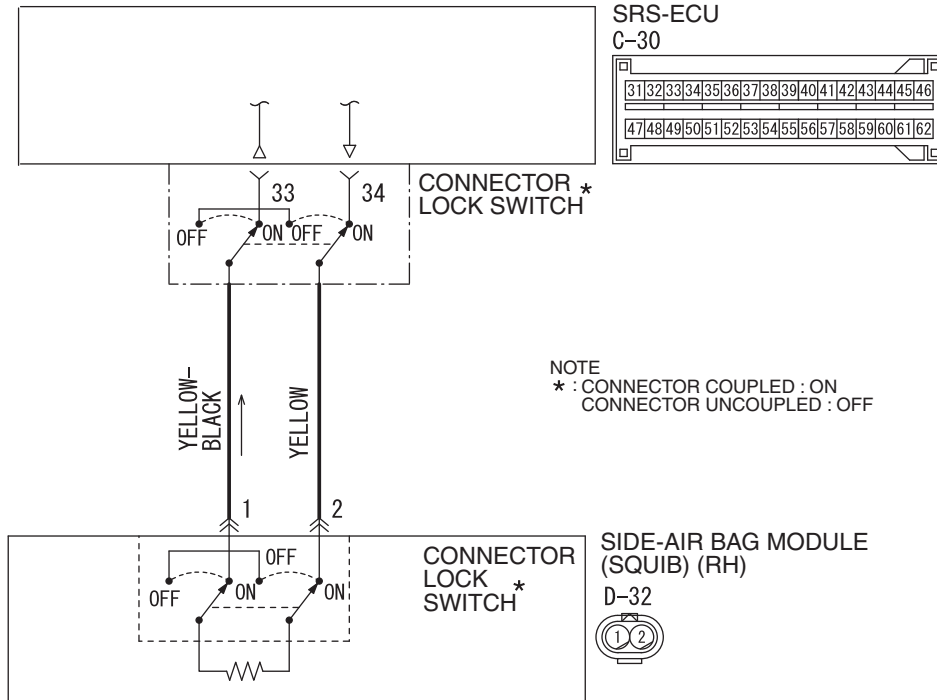 SRS-ECU
C-30
31 32 33 34 35 36 37 38 39 40 41 42 43 44 45 46
47 48 49 50 51 52 53 54 55 56 57 58 59 60 61 62
33 34
CONNECTOR *
LOCK SWITCH
OFF ON OFF ON
YELLOW-
BLACK
YELLOW
NOTE
* : CONNECTOR COUPLED : ON
CONNECTOR UNCOUPLED : OFF
1 2
OFF ON OFF ON
CONNECTOR
LOCK
SWITCH *
SIDE-AIR BAG MODULE
(SQUIB) (RH)
D-32
1 2